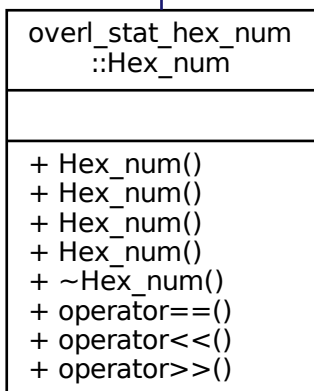 overl_stat_hex_num
::Hex_num
+ Hex_num()
+ Hex_num()
+ Hex_num()
+ Hex_num()
+ ~Hex_num()
+ operator==()
+ operator<<()
+ operator>>()